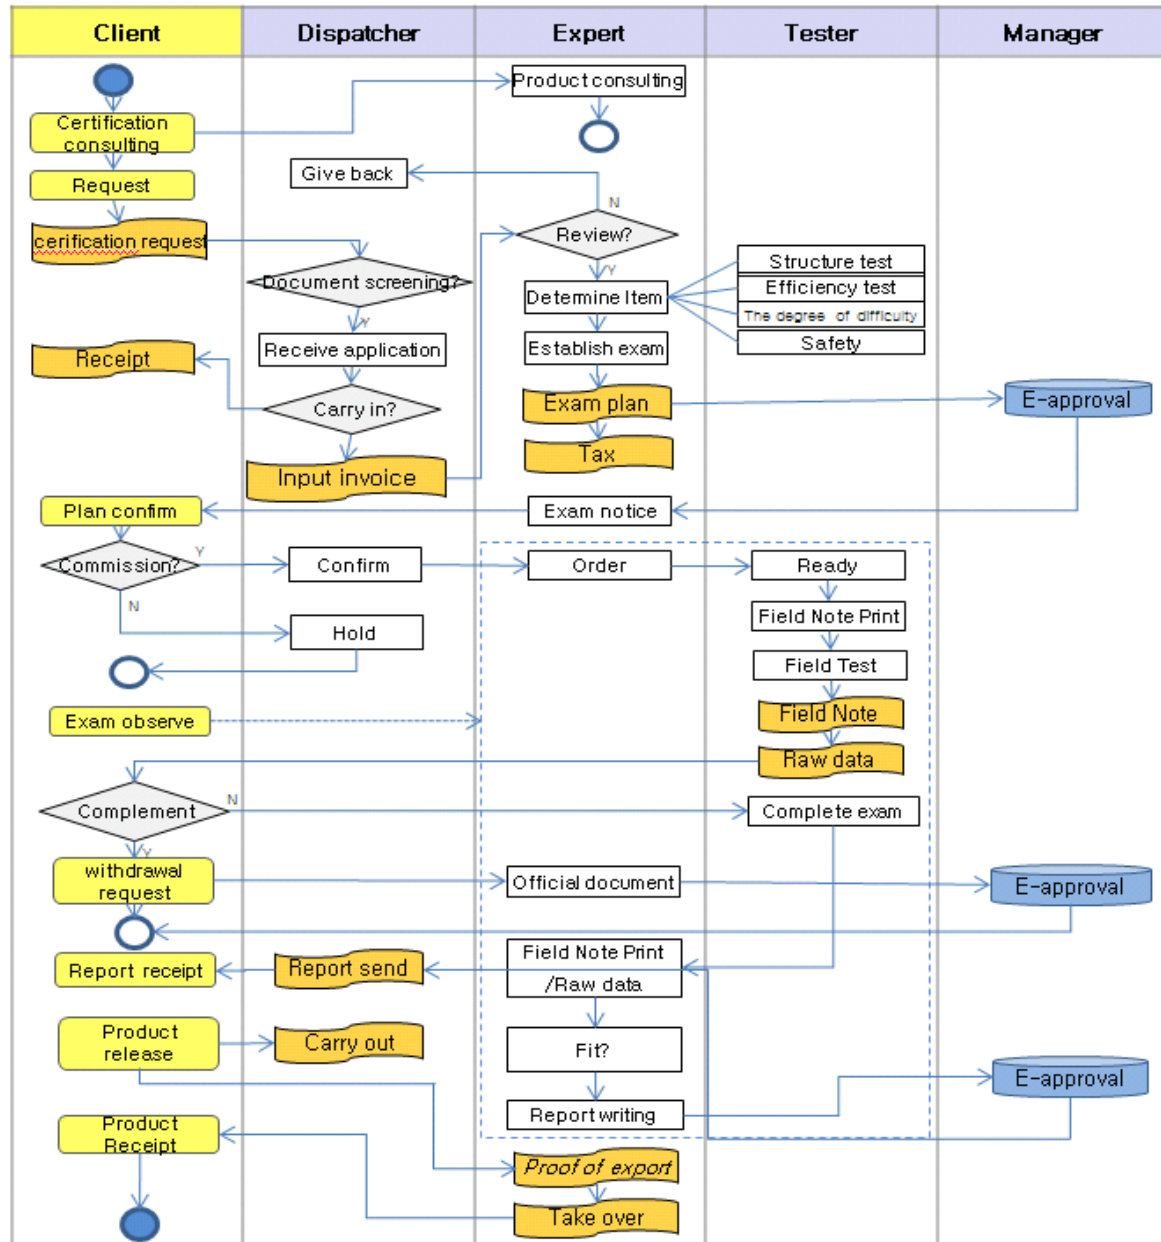 Client Dispatcher Expert Tester Manager
Product consulting
Certification
consulting
Give back
Request
N
cerification request
Review?
Y
Document screening?
Structure test
Determine Item
Efficiency test
The degree of difficulty
Y
Safety
Receive application
Establish exam
Receipt
Carry in?
Exam plan
E-approval
Tax
Input invoice
Plan confirm
Exam notice
Commission?
Y
Confirm
Order
Ready
N
Hold
Field Note Print
Field Test
Exam observe
Field Note
Raw data
Complement
N
Complete exam
Y
withdrawal
request
Official document
E-approval
Report receipt
Report send
Field Note Print
/Raw data
Product
release
Carry out
Fit?
E-approval
Report writing
Product
Receipt
Proof of export
Take over